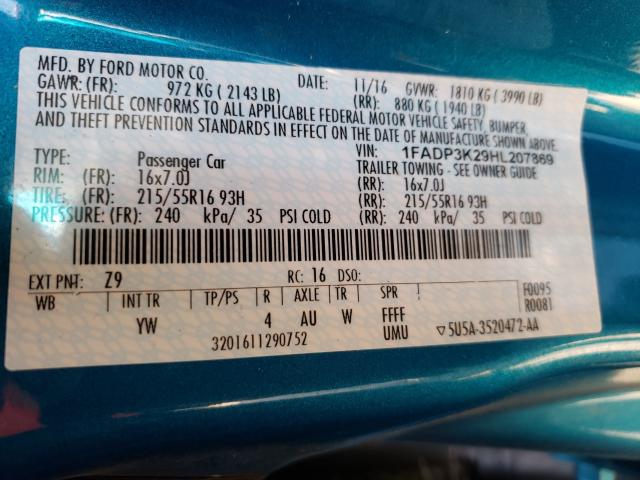 MFD. BY FORD MOTOR CO.
DATE: 11/16 GVWR: 1810 KG ( 3990 LB)
GAWR: (FR): 972 KG ( 2143 LB) (RR): 880 KG ( 1940 LB)
THIS VEHICLE CONFORMS TO ALL APPLICABLE FEDERAL MOTOR VEHICLE SAFETY, BUMPER,
AND THEFT PREVENTION STANDARDS IN EFFECT ON THE DATE OF MANUFACTURE SHOWN ABOVE.
VIN: 1FADP3K29HL207869
TYPE: Passenger Car TRAILER TOWING - SEE OWNER GUIDE
RIM: (FR): 16x7.0J (RR): 16x7.0J
TIRE: (FR): 215/55R16 93H (RR): 215/55R16 93H
PRESSURE: (FR): 240 kPa/ 35 PSI COLD (RR): 240 kPa/ 35 PSI COLD
EXT PNT: Z9 RC: 16 DSO: F0095
WB INT TR TP/PS R AXLE TR SPR R0081
YW 4 AU W FFFF
UMU
3201611290752 ▽5U5A-3520472-AA